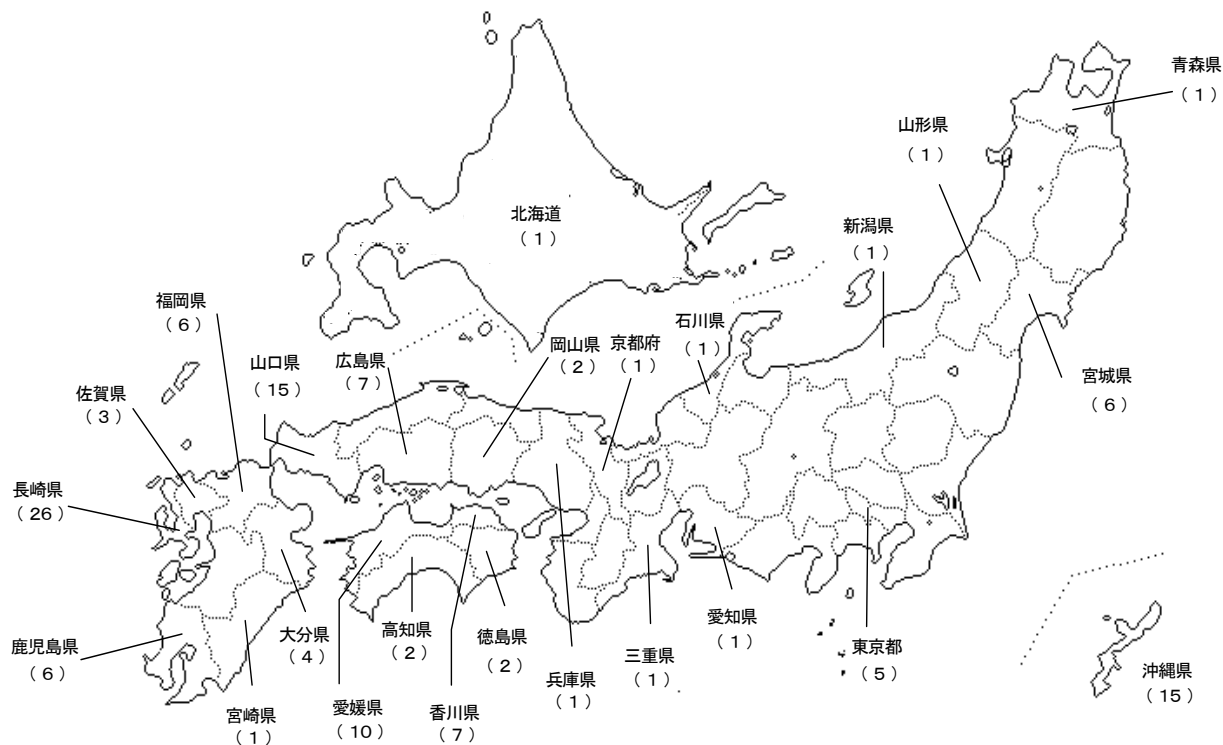 青森県
（ 1 ）
山形県
（ 1 ）
北海道
（ 1 ）
新潟県
（ 1 ）
福岡県
（ 6 ）
石川県
（ 1 ）
岡山県
（ 2 ）
京都府
（ 1 ）
山口県
（ 15 ）
広島県
（ 7 ）
宮城県
（ 6 ）
佐賀県
（ 3 ）
長崎県
（ 26 ）
愛知県
（ 1 ）
高知県
（ 2 ）
大分県
（ 4 ）
徳島県
（ 2 ）
鹿児島県
（ 6 ）
三重県
（ 1 ）
東京都
（ 5 ）
沖縄県
（ 15 ）
兵庫県
（ 1 ）
愛媛県
（ 10 ）
香川県
（ 7 ）
宮崎県
（ 1 ）